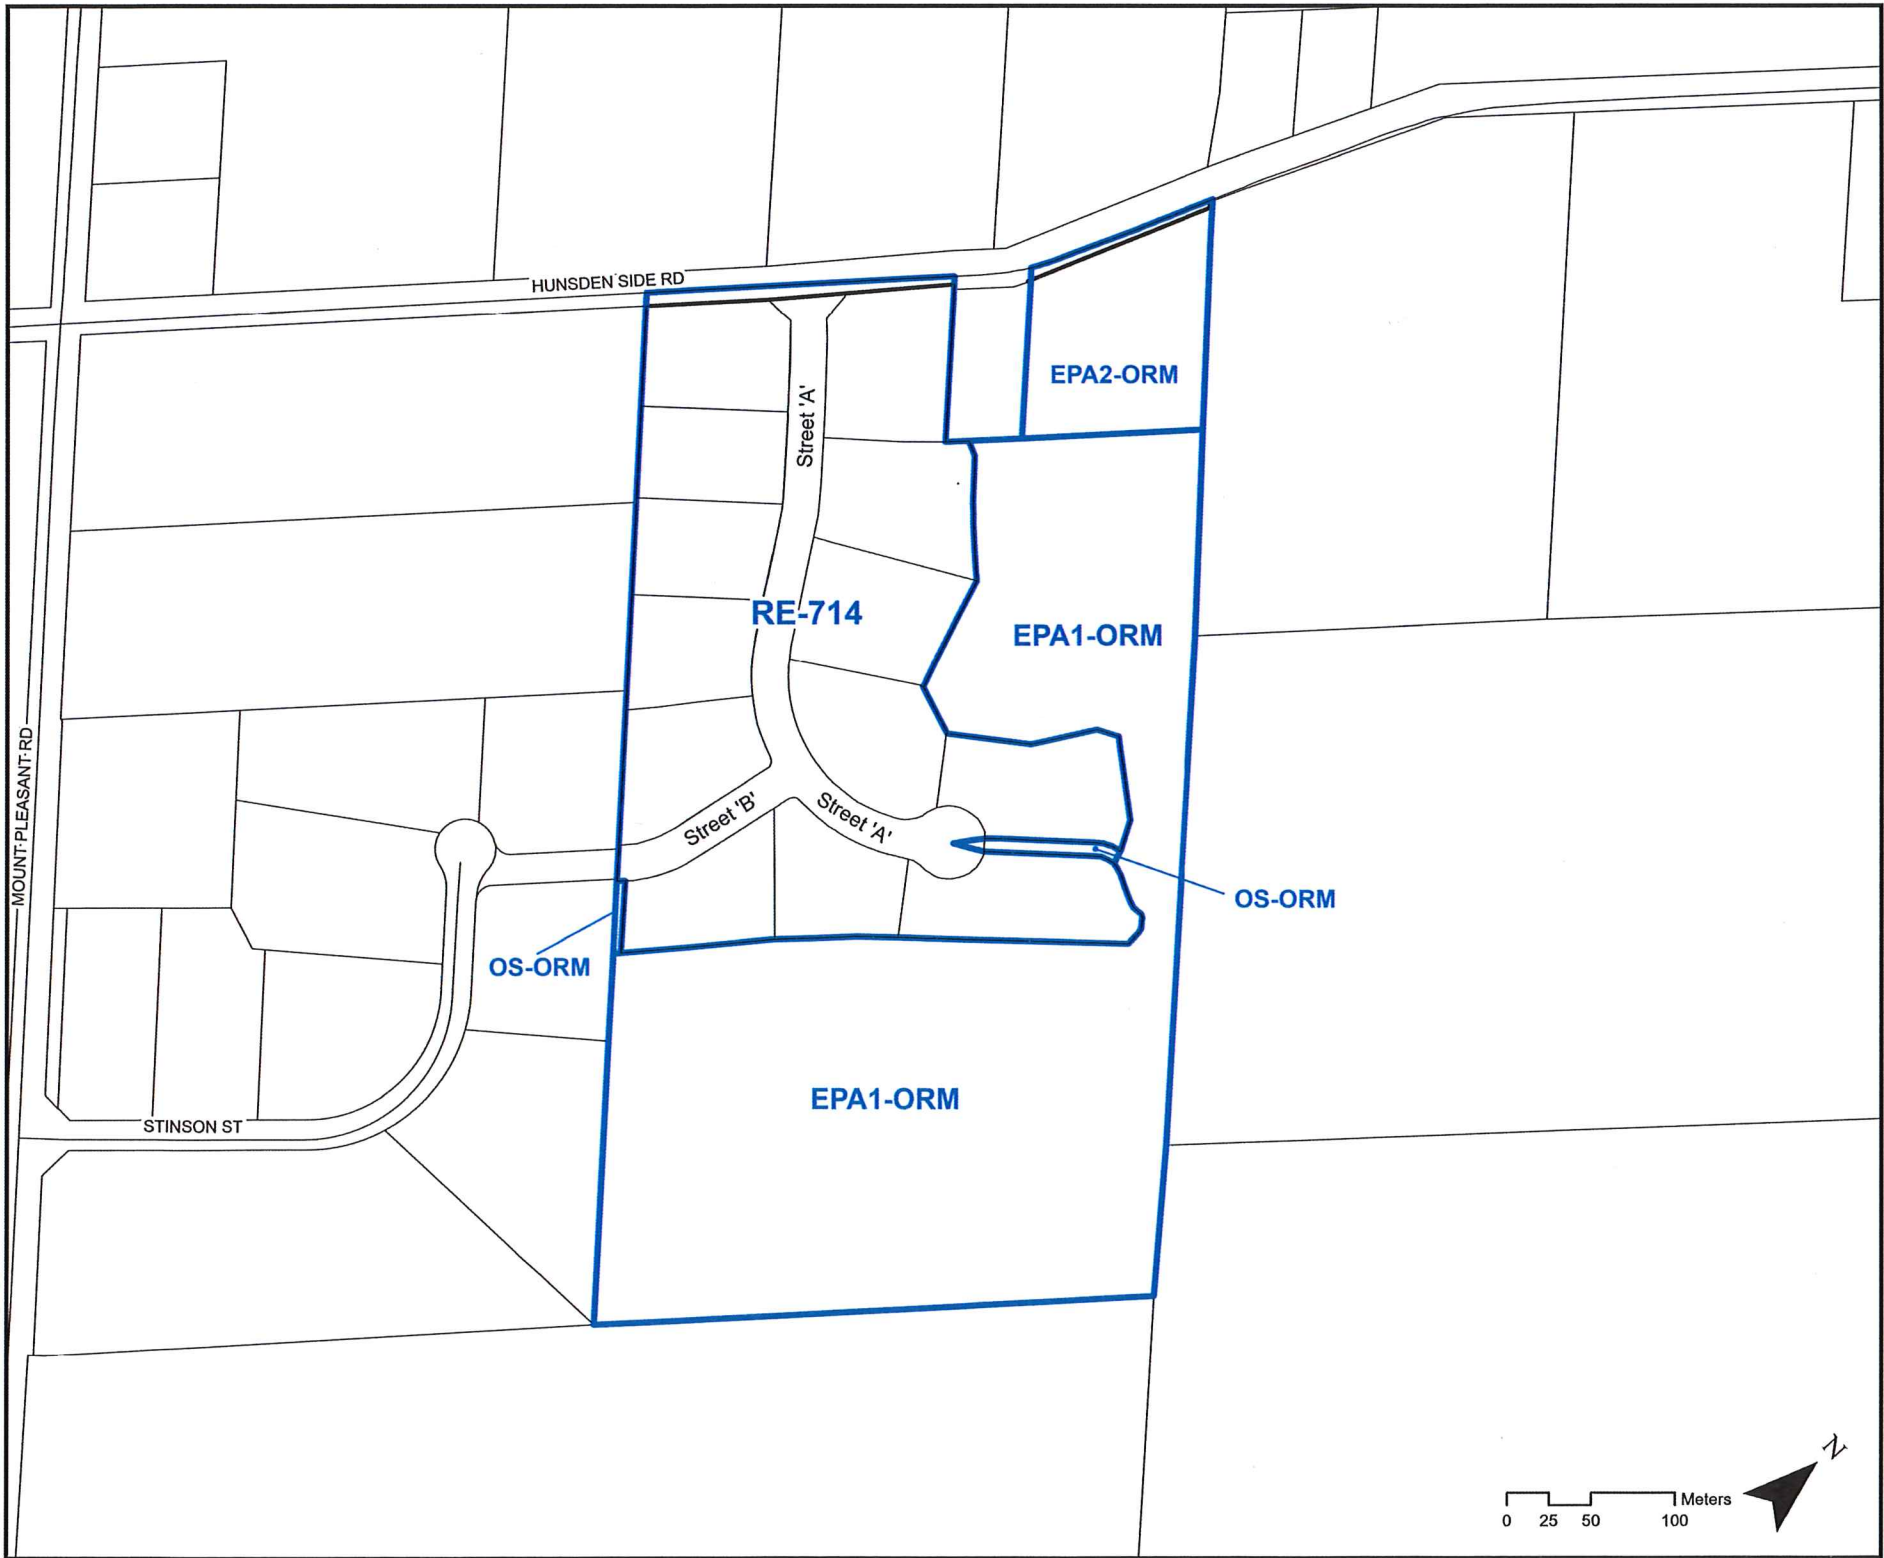 HUNSDEN SIDE RD
EPA2-ORM
Street 'A'
RE-714
EPA1-ORM
MOUNT PLEASANT RD
Street 'B'
Street 'A'
OS-ORM
OS-ORM
EPA1-ORM
STINSON ST
N
Meters
0 25 50 100